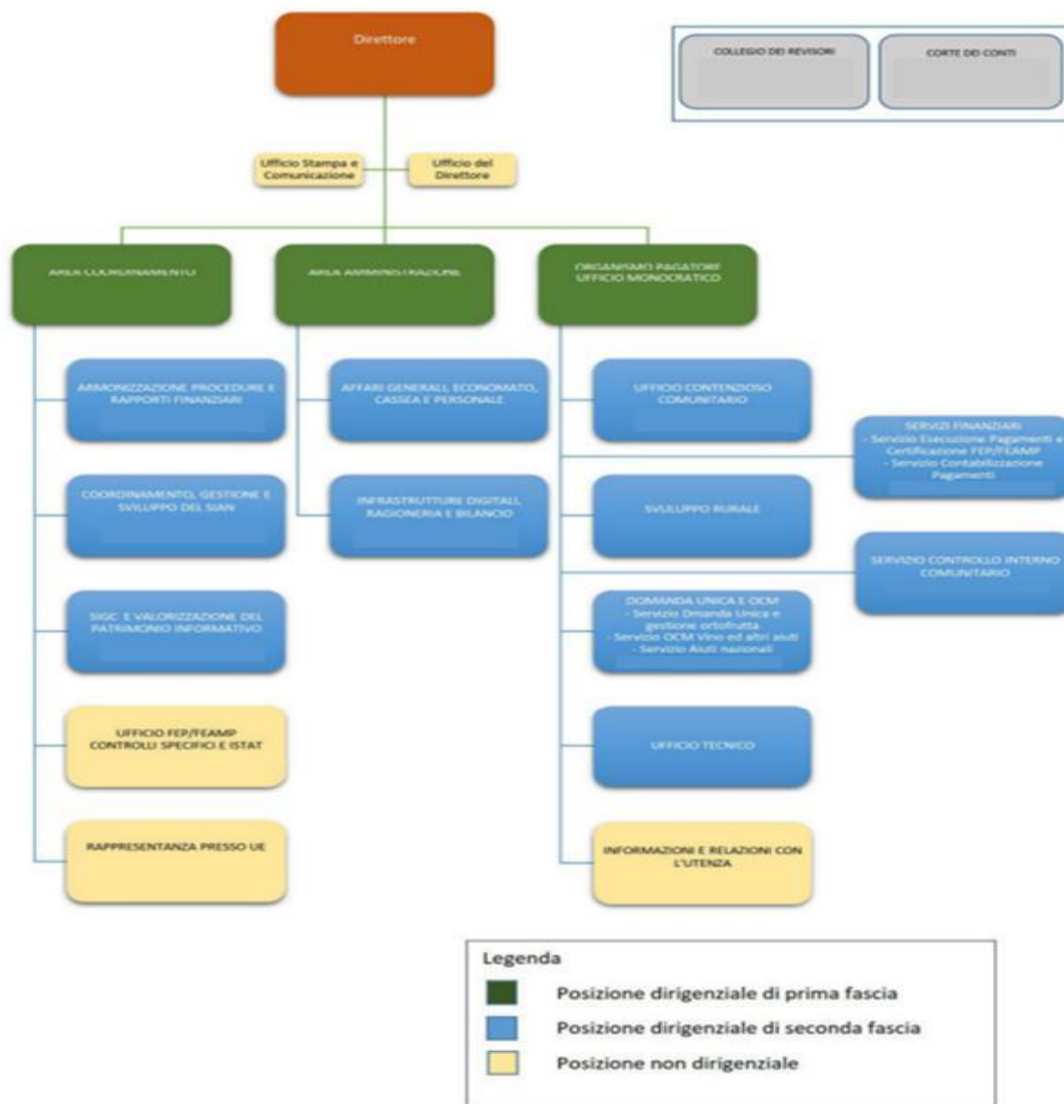 Direttore
COLLEGIO DEI REVISORI
CORTE DEI CONTI
Ufficio Stampa e
Comunicazione
Ufficio del
Direttore
AREA COORDINAMENTO
AREA AMMINISTRAZIONE
ORGANISMO PAGATORE
UFFICIO MONOCRATICO
ARMONIZZAZIONE PROCEDURE E
RAPPORTI FINANZIARI
AFFARI GENERALI, ECONOMATO,
CASSEA E PERSONALE
UFFICIO CONTENZIOSO
COMUNITARIO
SERVIZI FINANZIARI
- Servizio Esecuzione Pagamenti e
Certificazione FEP/FEAMP
- Servizio Contabilizzazione
Pagamenti
COORDINAMENTO, GESTIONE E
SVILUPPO DEL SIAN
INFRASTRUTTURE DIGITALI,
RAGIONERIA E BILANCIO
SVLILUPPO RURALE
SERVIZIO CONTROLLO INTERNO
COMUNITARIO
SIGC E VALORIZZAZIONE DEL
PATRIMONIO INFORMATIVO
DOMANDA UNICA E OCM
- Servizio Dmanda Unica e
gestione ortofrutta
- Servizio OCM Vino ed altri aiuti
- Servizio Aiuti nazionali
UFFICIO FEP/FEAMP
CONTROLLI SPECIFICI E ISTAT
UFFICIO TECNICO
RAPPRESENTANZA PRESSO UE
INFORMAZIONI E RELAZIONI CON
L'UTENZA
Legenda
Posizione dirigenziale di prima fascia
Posizione dirigenziale di seconda fascia
Posizione non dirigenziale